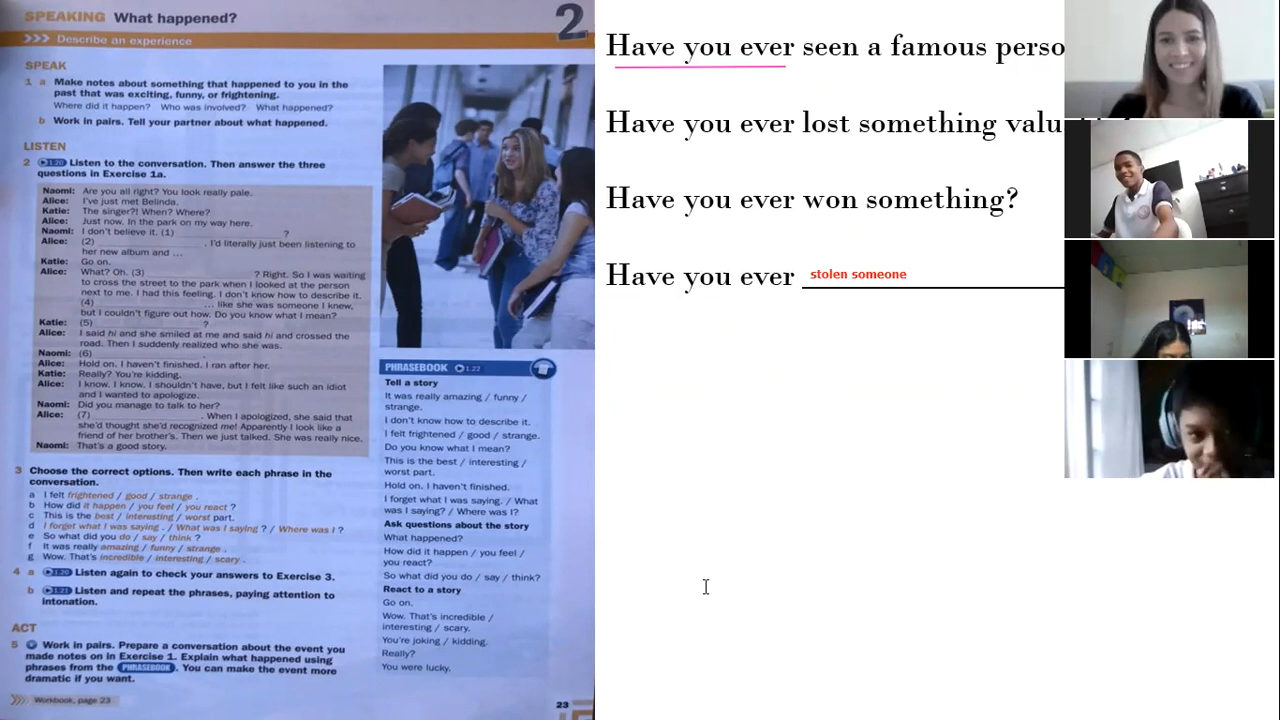 SPEAKING What happened?
2
>>> Describe an experience
SPEAK
1 a Make notes about something that happened to you in the
past that was exciting, funny, or frightening.
Where did it happen? Who was involved? What happened?
b Work in pairs. Tell your partner about what happened.
LISTEN
2 1.20 Listen to the conversation. Then answer the three
questions in Exercise 1a.
Naomi: Are you all right? You look really pale.
Alice: I've just met Belinda.
Katie: The singer?! When? Where?
Alice: Just now. In the park on my way here.
Naomi: I don't believe it. (1) ____ ?
Alice: (2) ____ . I'd literally just been listening to
her new album and ...
Katie: Go on.
Alice: What? Oh. (3) ____ ? Right. So I was waiting
to cross the street to the park when I looked at the person
next to me. I had this feeling. I don't know how to describe it.
(4) ____ ... like she was someone I knew,
but I couldn't figure out how. Do you know what I mean?
Katie: (5) ____ ?
Alice: I said hi and she smiled at me and said hi and crossed the
road. Then I suddenly realized who she was.
Naomi: (6) ____ .
Alice: Hold on. I haven't finished. I ran after her.
Katie: Really? You're kidding.
Alice: I know. I know. I shouldn't have, but I felt like such an idiot
and I wanted to apologize.
Naomi: Did you manage to talk to her?
Alice: (7) ____ . When I apologized, she said that
she'd thought she'd recognized me! Apparently I look like a
friend of her brother's. Then we just talked. She was really nice.
Naomi: That's a good story.
3 Choose the correct options. Then write each phrase in the
conversation.
a I felt frightened / good / strange .
b How did it happen / you feel / you react ?
c This is the best / interesting / worst part.
d I forget what I was saying . / What was I saying ? / Where was I ?
e So what did you do / say / think ?
f It was really amazing / funny / strange .
g Wow. That's incredible / interesting / scary .
4 a 1.20 Listen again to check your answers to Exercise 3.
b 1.21 Listen and repeat the phrases, paying attention to
intonation.
ACT
5 Work in pairs. Prepare a conversation about the event you
made notes on in Exercise 1. Explain what happened using
phrases from the PHRASEBOOK . You can make the event more
dramatic if you want.
>>> Workbook, page 23
PHRASEBOOK 1.22
Tell a story
It was really amazing / funny /
strange.
I don't know how to describe it.
I felt frightened / good / strange.
Do you know what I mean?
This is the best / interesting /
worst part.
Hold on. I haven't finished.
I forget what I was saying. / What
was I saying? / Where was I?
Ask questions about the story
What happened?
How did it happen / you feel /
you react?
So what did you do / say / think?
React to a story
Go on.
Wow. That's incredible /
interesting / scary.
You're joking / kidding.
Really?
You were lucky.
23
Have you ever seen a famous perso
Have you ever lost something valu
Have you ever won something?
Have you ever stolen someone